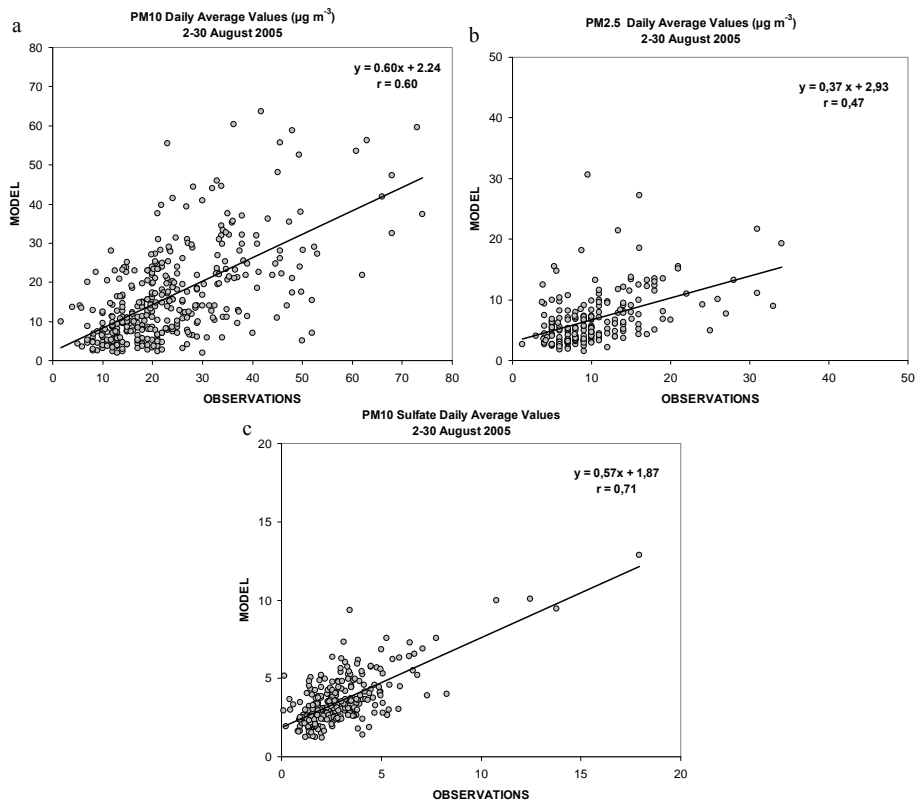 a
PM10 Daily Average Values (µg m-3)
2-30 August 2005
y = 0.60x + 2.24
r = 0.60
MODEL
80
70
60
50
40
30
20
10
0
0 10 20 30 40 50 60 70 80
OBSERVATIONS
b
PM2.5 Daily Average Values (µg m-3)
2-30 August 2005
y = 0,37 x + 2,93
r = 0,47
MODEL
50
40
30
20
10
0
0 10 20 30 40 50
OBSERVATIONS
c
PM10 Sulfate Daily Average Values
2-30 August 2005
y = 0,57x + 1,87
r = 0,71
MODEL
20
15
10
5
0
0 5 10 15 20
OBSERVATIONS